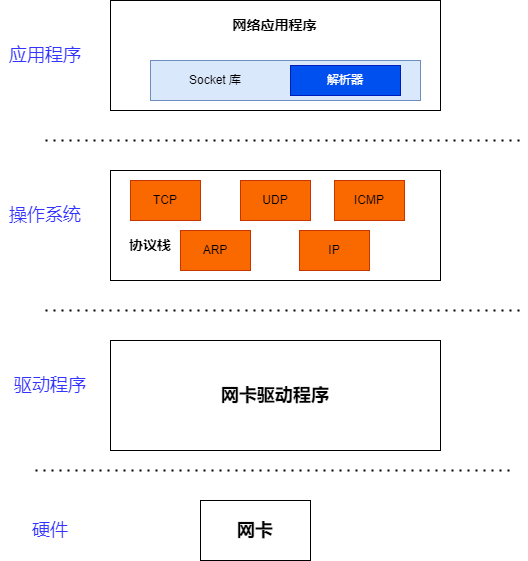 网络应用程序
应用程序
Socket 库
解析器
TCP
UDP
ICMP
操作系统
协议栈
ARP
IP
驱动程序
网卡驱动程序
硬件
网卡